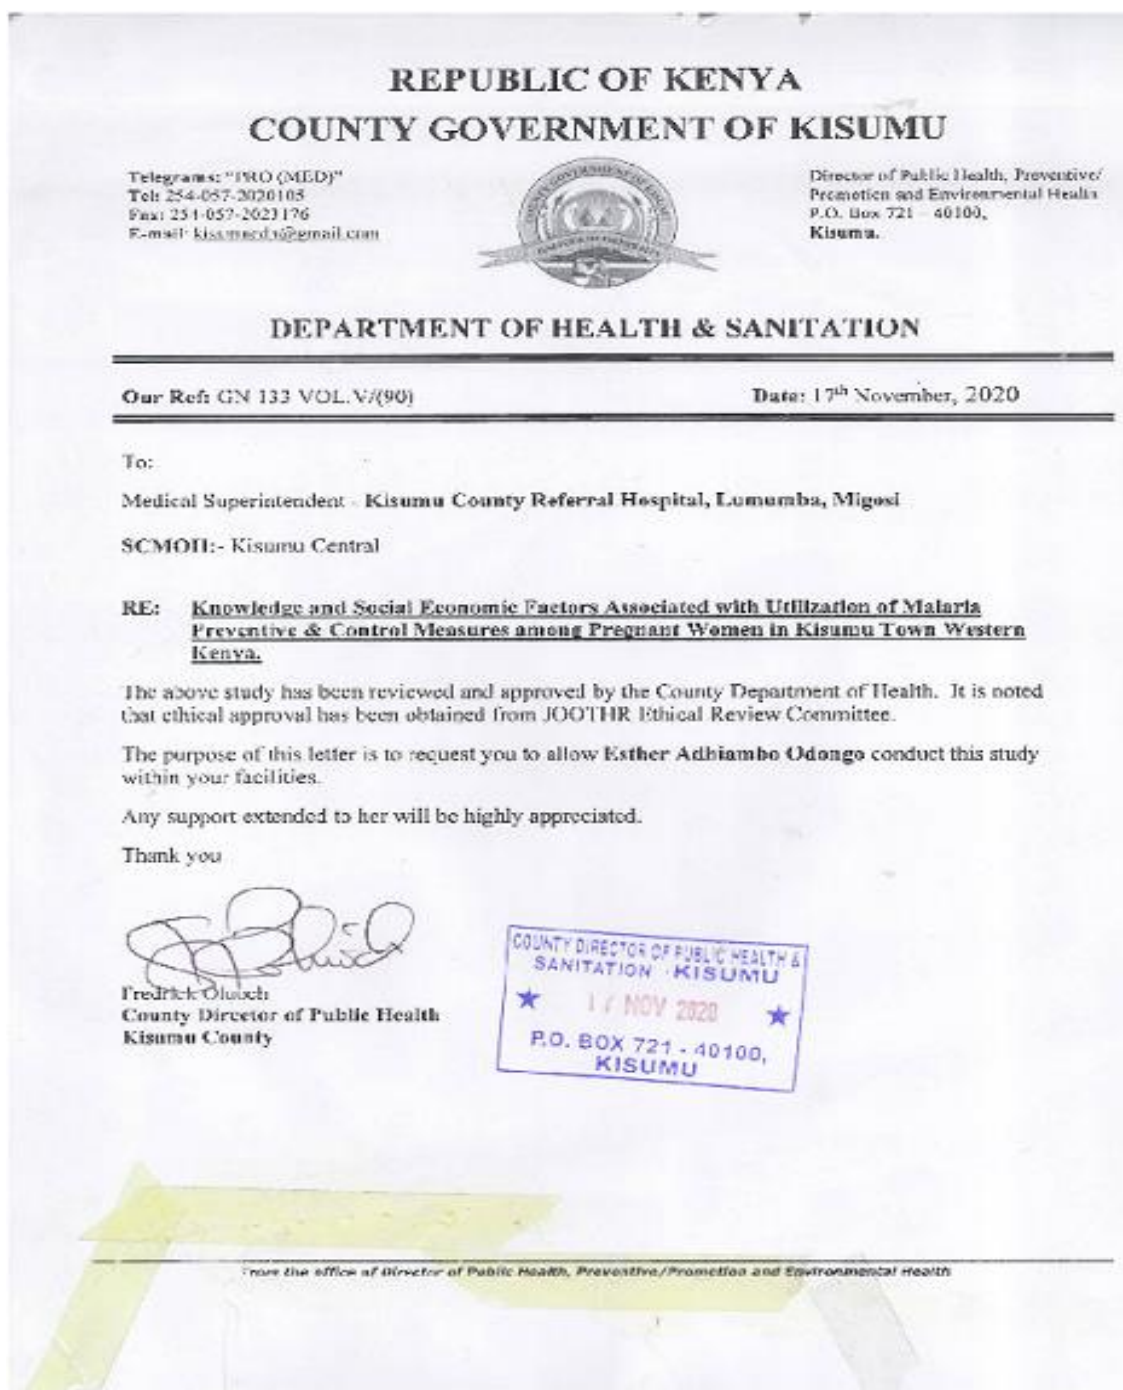 REPUBLIC OF KENYA
COUNTY GOVERNMENT OF KISUMU
Telegrams: "PRO (MED)"
Tel: 254-057-2020105
Fax: 254-057-2023176
E-mail: @gmail.com
COUNTY GOVERNMENT OF KISUMU
Director of Public Health, Preventive/
Promotion and Environmental Health
P.O. Box 721 - 40100,
Kisumu.
DEPARTMENT OF HEALTH & SANITATION
Our Ref: GN 133 VOL.V/(90)
Date: 17th November, 2020
To:
Medical Superintendent - Kisumu County Referral Hospital, Lumumba, Migosi
SCMOH:- Kisumu Central
RE: Knowledge and Social Economic Factors Associated with Utilization of Malaria
Preventive & Control Measures among Pregnant Women in Kisumu Town Western
Kenya.
The above study has been reviewed and approved by the County Department of Health. It is noted
that ethical approval has been obtained from JOOTHR Ethical Review Committee.
The purpose of this letter is to request you to allow Esther Adhiambo Odongo conduct this study
within your facilities.
Any support extended to her will be highly appreciated.
Thank you
Fredrick Oluoch
County Director of Public Health
Kisumu County
COUNTY DIRECTOR OF PUBLIC HEALTH &
SANITATION - KISUMU
17 NOV 2020
P.O. BOX 721 - 40100,
KISUMU
From the office of Director of Public Health, Preventive/Promotion and Environmental Health